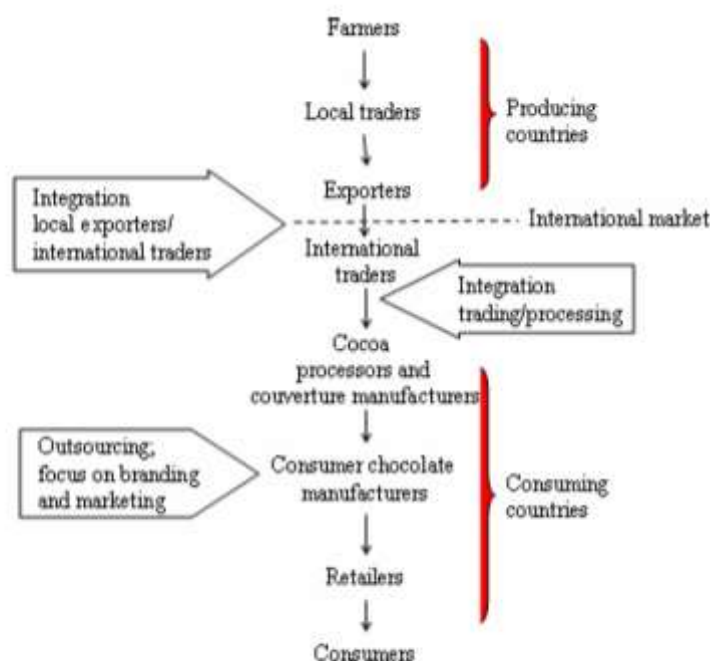 Farmers
Local traders
Producing
countries
Exporters
Integration
local exporters/
international traders
International market
International
traders
Integration
trading/processing
Cocoa
processors and
couverture manufacturers
Outsourcing;
focus on branding
and marketing
Consumer chocolate
manufacturers
Consuming
countries
Retailers
Consumers